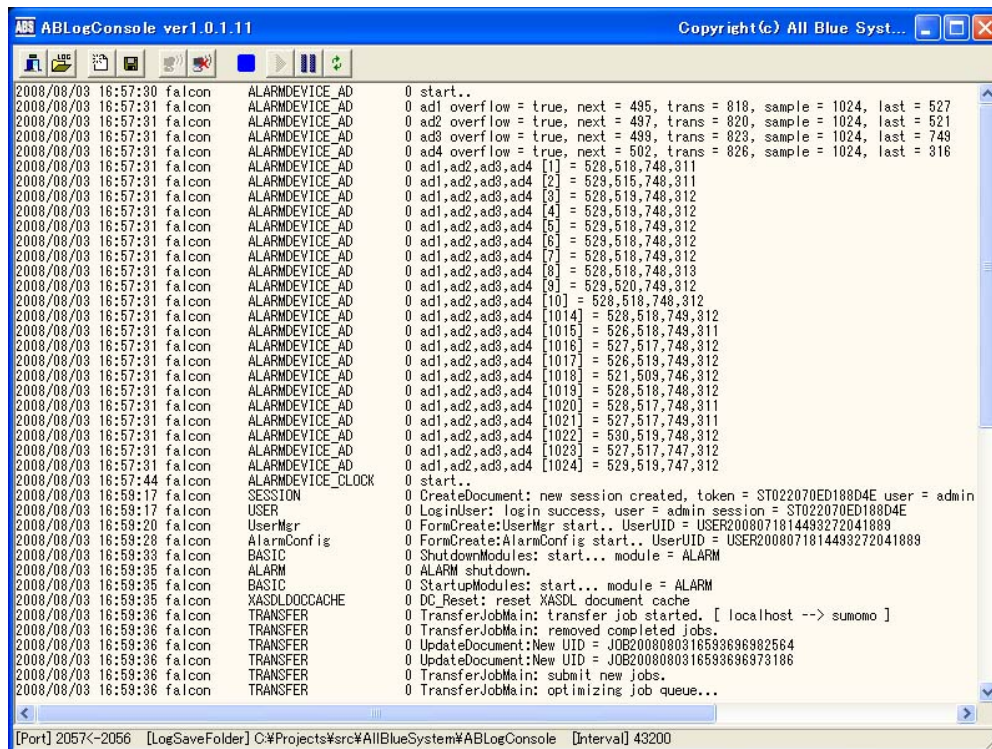 ABS ABLogConsole ver1.0.1.11 Copyright(c) All Blue Syst...
LOG
2008/08/03 16:57:30 falcon ALARMDEVICE_AD 0 start..
2008/08/03 16:57:31 falcon ALARMDEVICE_AD 0 ad1 overflow = true, next = 495, trans = 818, sample = 1024, last = 527
2008/08/03 16:57:31 falcon ALARMDEVICE_AD 0 ad2 overflow = true, next = 497, trans = 820, sample = 1024, last = 521
2008/08/03 16:57:31 falcon ALARMDEVICE_AD 0 ad3 overflow = true, next = 499, trans = 823, sample = 1024, last = 749
2008/08/03 16:57:31 falcon ALARMDEVICE_AD 0 ad4 overflow = true, next = 502, trans = 826, sample = 1024, last = 316
2008/08/03 16:57:31 falcon ALARMDEVICE_AD 0 ad1,ad2,ad3,ad4 [1] = 528,518,748,311
2008/08/03 16:57:31 falcon ALARMDEVICE_AD 0 ad1,ad2,ad3,ad4 [2] = 529,515,748,311
2008/08/03 16:57:31 falcon ALARMDEVICE_AD 0 ad1,ad2,ad3,ad4 [3] = 528,519,748,312
2008/08/03 16:57:31 falcon ALARMDEVICE_AD 0 ad1,ad2,ad3,ad4 [4] = 529,519,748,312
2008/08/03 16:57:31 falcon ALARMDEVICE_AD 0 ad1,ad2,ad3,ad4 [5] = 529,518,749,312
2008/08/03 16:57:31 falcon ALARMDEVICE_AD 0 ad1,ad2,ad3,ad4 [6] = 529,518,749,312
2008/08/03 16:57:31 falcon ALARMDEVICE_AD 0 ad1,ad2,ad3,ad4 [7] = 528,518,749,312
2008/08/03 16:57:31 falcon ALARMDEVICE_AD 0 ad1,ad2,ad3,ad4 [8] = 528,518,748,313
2008/08/03 16:57:31 falcon ALARMDEVICE_AD 0 ad1,ad2,ad3,ad4 [9] = 529,520,749,312
2008/08/03 16:57:31 falcon ALARMDEVICE_AD 0 ad1,ad2,ad3,ad4 [10] = 528,518,748,312
2008/08/03 16:57:31 falcon ALARMDEVICE_AD 0 ad1,ad2,ad3,ad4 [1014] = 528,518,749,312
2008/08/03 16:57:31 falcon ALARMDEVICE_AD 0 ad1,ad2,ad3,ad4 [1015] = 526,518,749,311
2008/08/03 16:57:31 falcon ALARMDEVICE_AD 0 ad1,ad2,ad3,ad4 [1016] = 527,517,748,312
2008/08/03 16:57:31 falcon ALARMDEVICE_AD 0 ad1,ad2,ad3,ad4 [1017] = 526,519,749,312
2008/08/03 16:57:31 falcon ALARMDEVICE_AD 0 ad1,ad2,ad3,ad4 [1018] = 521,509,746,312
2008/08/03 16:57:31 falcon ALARMDEVICE_AD 0 ad1,ad2,ad3,ad4 [1019] = 528,518,748,312
2008/08/03 16:57:31 falcon ALARMDEVICE_AD 0 ad1,ad2,ad3,ad4 [1020] = 528,517,748,311
2008/08/03 16:57:31 falcon ALARMDEVICE_AD 0 ad1,ad2,ad3,ad4 [1021] = 527,517,749,311
2008/08/03 16:57:31 falcon ALARMDEVICE_AD 0 ad1,ad2,ad3,ad4 [1022] = 530,519,748,312
2008/08/03 16:57:31 falcon ALARMDEVICE_AD 0 ad1,ad2,ad3,ad4 [1023] = 527,517,747,312
2008/08/03 16:57:31 falcon ALARMDEVICE_AD 0 ad1,ad2,ad3,ad4 [1024] = 529,519,747,312
2008/08/03 16:57:44 falcon ALARMDEVICE_CLOCK 0 start..
2008/08/03 16:59:17 falcon SESSION 0 CreateDocument: new session created, token = ST022070ED188D4E user = admin
2008/08/03 16:59:17 falcon USER 0 LoginUser: login success, user = admin session = ST022070ED188D4E
2008/08/03 16:59:20 falcon UserMgr 0 FormCreate:UserMgr start.. UserUID = USER2008071814493272041889
2008/08/03 16:59:28 falcon AlarmConfig 0 FormCreate:AlarmConfig start.. UserUID = USER2008071814493272041889
2008/08/03 16:59:33 falcon BASIC 0 ShutdownModules: start... module = ALARM
2008/08/03 16:59:35 falcon ALARM 0 ALARM shutdown.
2008/08/03 16:59:35 falcon BASIC 0 StartupModules: start... module = ALARM
2008/08/03 16:59:35 falcon XASDLDOCCACHE 0 DC_Reset: reset XASDL document cache
2008/08/03 16:59:36 falcon TRANSFER 0 TransferJobMain: transfer job started. [ localhost --> sumomo ]
2008/08/03 16:59:36 falcon TRANSFER 0 TransferJobMain: removed completed jobs.
2008/08/03 16:59:36 falcon TRANSFER 0 UpdateDocument:New UID = JOB2008080316593696982564
2008/08/03 16:59:36 falcon TRANSFER 0 UpdateDocument:New UID = JOB2008080316593696973186
2008/08/03 16:59:36 falcon TRANSFER 0 TransferJobMain: submit new jobs.
2008/08/03 16:59:36 falcon TRANSFER 0 TransferJobMain: optimizing job queue...
[Port] 2057<-2056 [LogSaveFolder] C:¥Projects¥src¥AllBlueSystem¥ABLogConsole [Interval] 43200